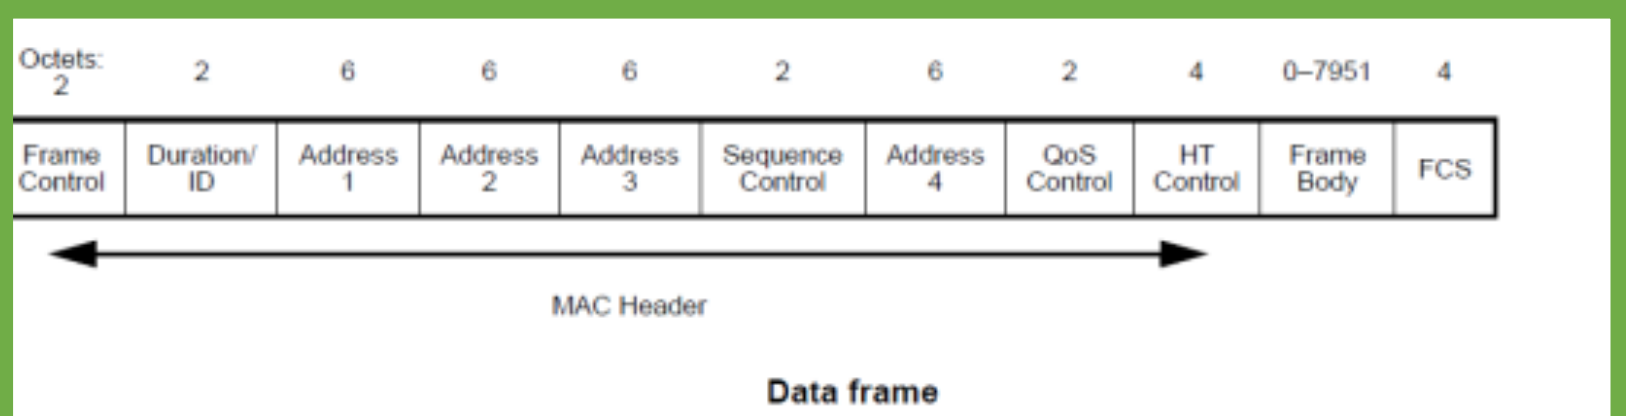 Octets:
2 2 6 6 6 2 6 2 4 0–7951 4
Frame Duration/ Address Address Address Sequence Address QoS HT Frame FCS
Control ID 1 2 3 Control 4 Control Control Body
MAC Header
Data frame